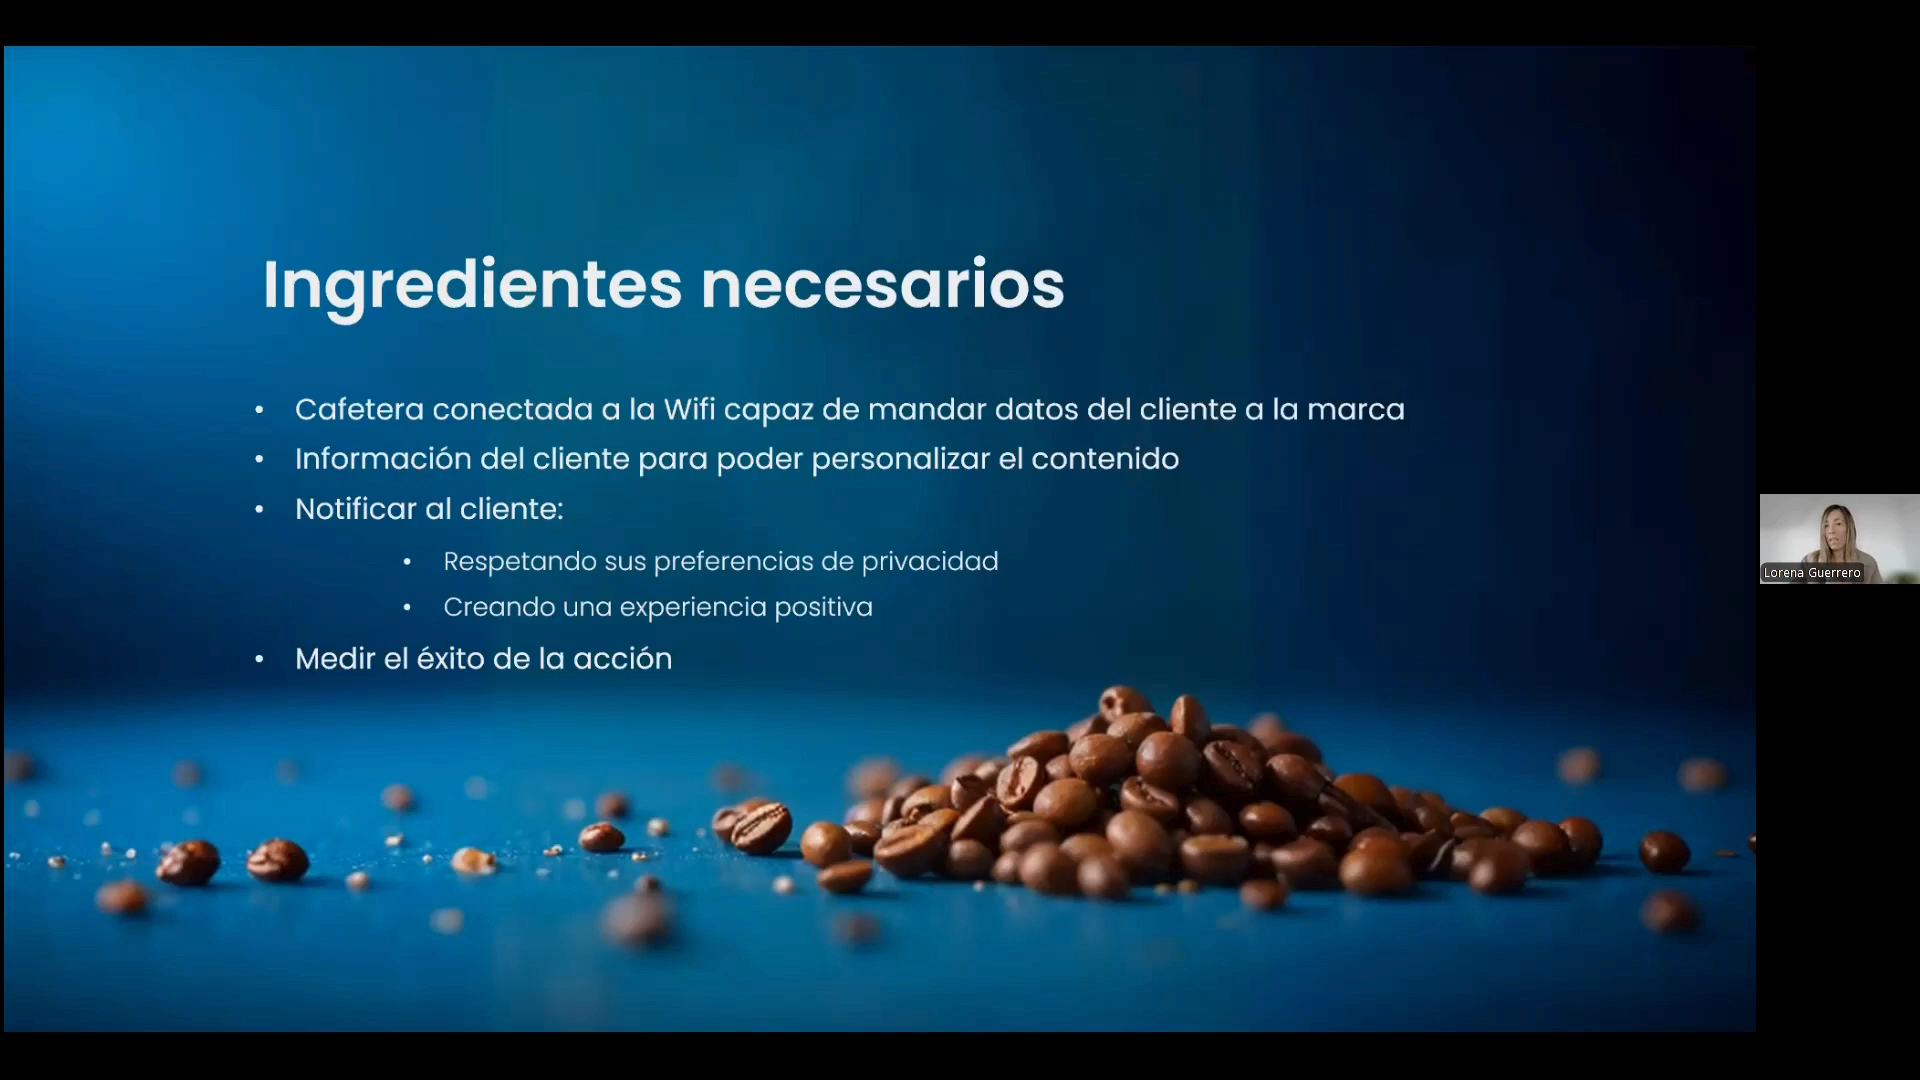 Ingredientes necesarios
• Cafetera conectada a la Wifi capaz de mandar datos del cliente a la marca
• Información del cliente para poder personalizar el contenido
• Notificar al cliente:
• Respetando sus preferencias de privacidad
• Creando una experiencia positiva
• Medir el éxito de la acción
Lorena Guerrero